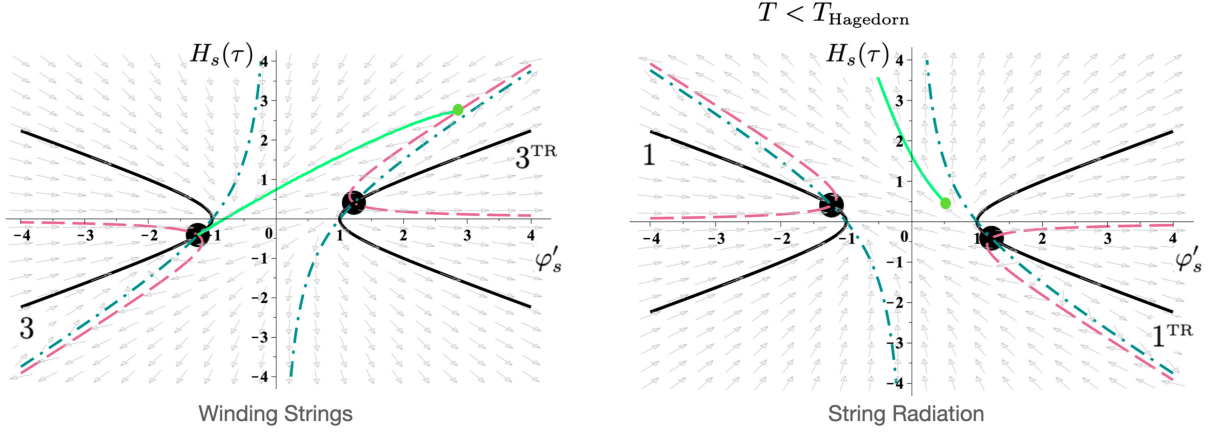 T < T_Hagedorn
H_s(τ)
4
3
2
1
-4 -3 -2 -1 0 1 2 3 4
-1
-2
-3
-4
φ'_s
3^TR
3
Winding Strings
H_s(τ)
4
3
2
1
-4 -3 -2 -1 0 1 2 3 4
-1
-2
-3
-4
φ'_s
1
1^TR
String Radiation